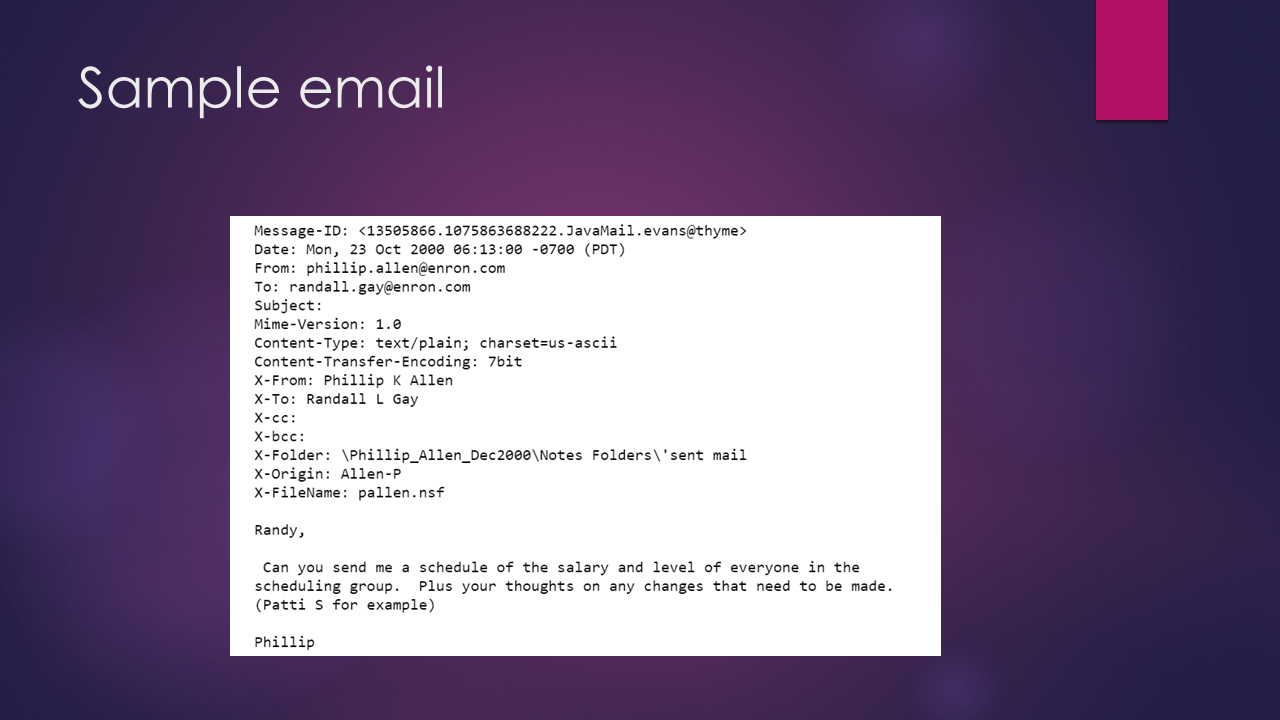 Sample email
Message-ID: <13505866.1075863688222.JavaMail.evans@thyme>
Date: Mon, 23 Oct 2000 06:13:00 -0700 (PDT)
From: phillip.allen@enron.com
To: randall.gay@enron.com
Subject:
Mime-Version: 1.0
Content-Type: text/plain; charset=us-ascii
Content-Transfer-Encoding: 7bit
X-From: Phillip K Allen
X-To: Randall L Gay
X-cc:
X-bcc:
X-Folder: \Phillip_Allen_Dec2000\Notes Folders\'sent mail
X-Origin: Allen-P
X-FileName: pallen.nsf
Randy,
Can you send me a schedule of the salary and level of everyone in the
scheduling group.  Plus your thoughts on any changes that need to be made.
(Patti S for example)
Phillip